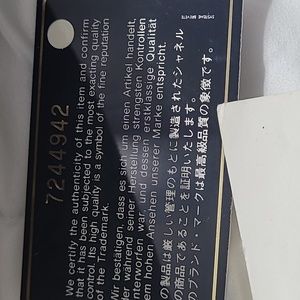 SYSTEME BREVETE
7244942
We certify the authenticity of this item and confirm
that it has been subjected to the most exacting quality
control. Its high quality is a symbol of the fine reputation
of the Trademark.
Wir bestätigen, dass es sich um einen Artikel handelt,
der während seiner Herstellung strengsten Kontrollen
unterworfen war und dessen erstklassige Qualität
dem hohen Ansehen unserer Marke entspricht.
の製品は厳しい管理のもとに製造されたシャネル
の商品であることを証明いたします。
のブランド・マークは最高級品質の象徴です。